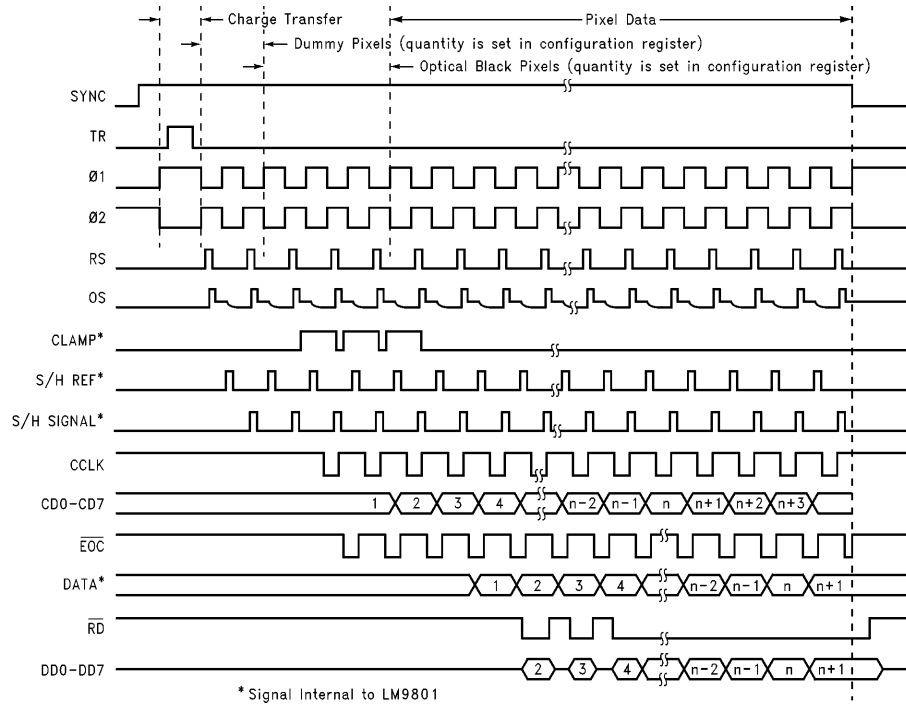 Charge Transfer
Pixel Data
Dummy Pixels (quantity is set in configuration register)
Optical Black Pixels (quantity is set in configuration register)
SYNC
TR
Ø1
Ø2
RS
OS
CLAMP*
S/H REF*
S/H SIGNAL*
CCLK
CD0-CD7 1 2 3 4 n-2 n-1 n n+1 n+2 n+3
EOC
DATA* 1 2 3 4 n-2 n-1 n n+1
RD
DD0-DD7 2 3 4 n-2 n-1 n n+1
* Signal Internal to LM9801